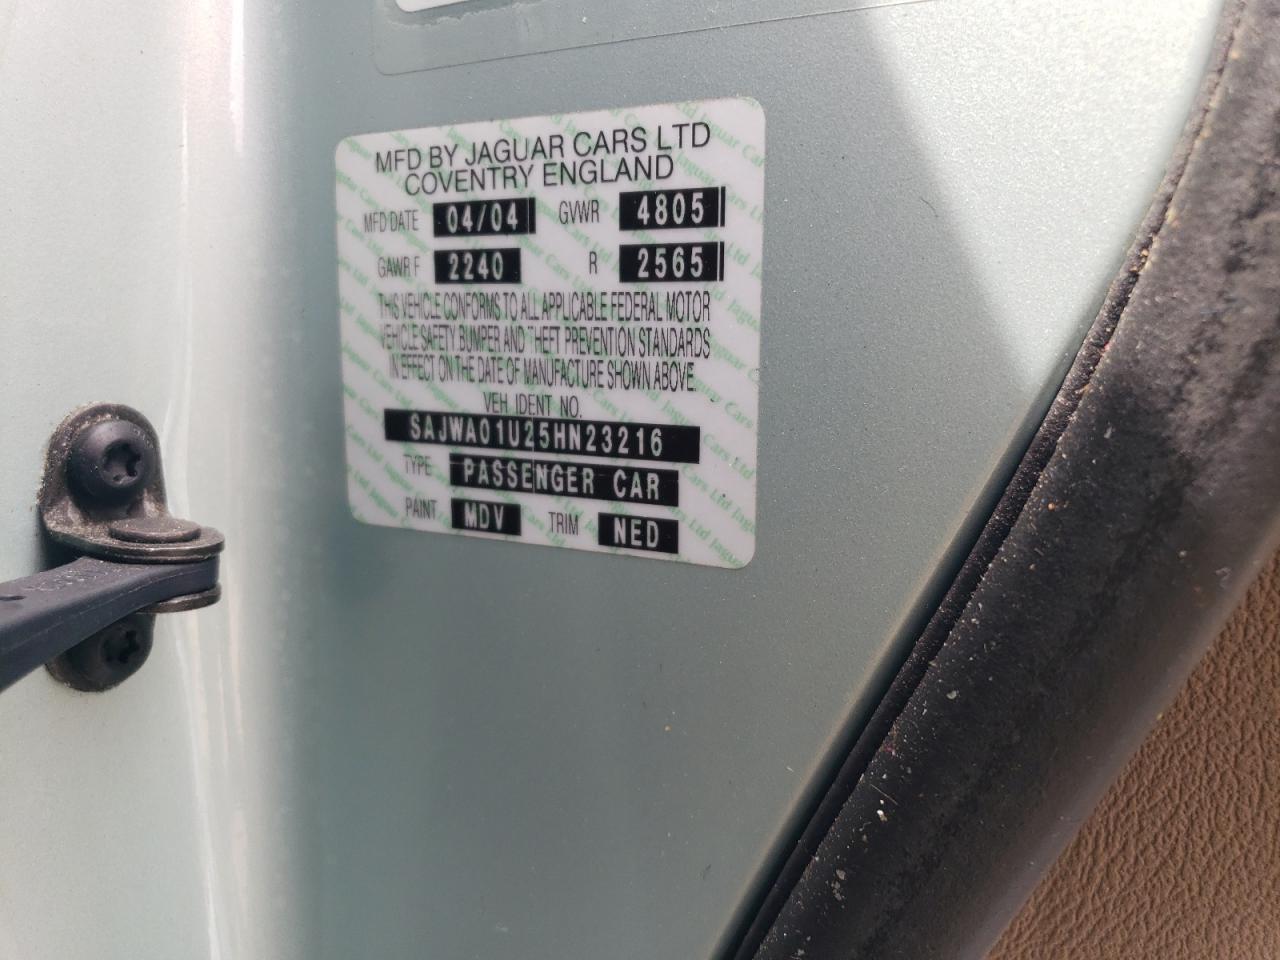 MFD BY JAGUAR CARS LTD
COVENTRY ENGLAND
MFD DATE 04/04 GVWR 4805
GAWR F 2240 R 2565
THIS VEHICLE CONFORMS TO ALL APPLICABLE FEDERAL MOTOR
VEHICLE SAFETY BUMPER AND THEFT PREVENTION STANDARDS
IN EFFECT ON THE DATE OF MANUFACTURE SHOWN ABOVE
VEH IDENT NO.
SAJWA01U25HN23216
TYPE PASSENGER CAR
PAINT MDV TRIM NED